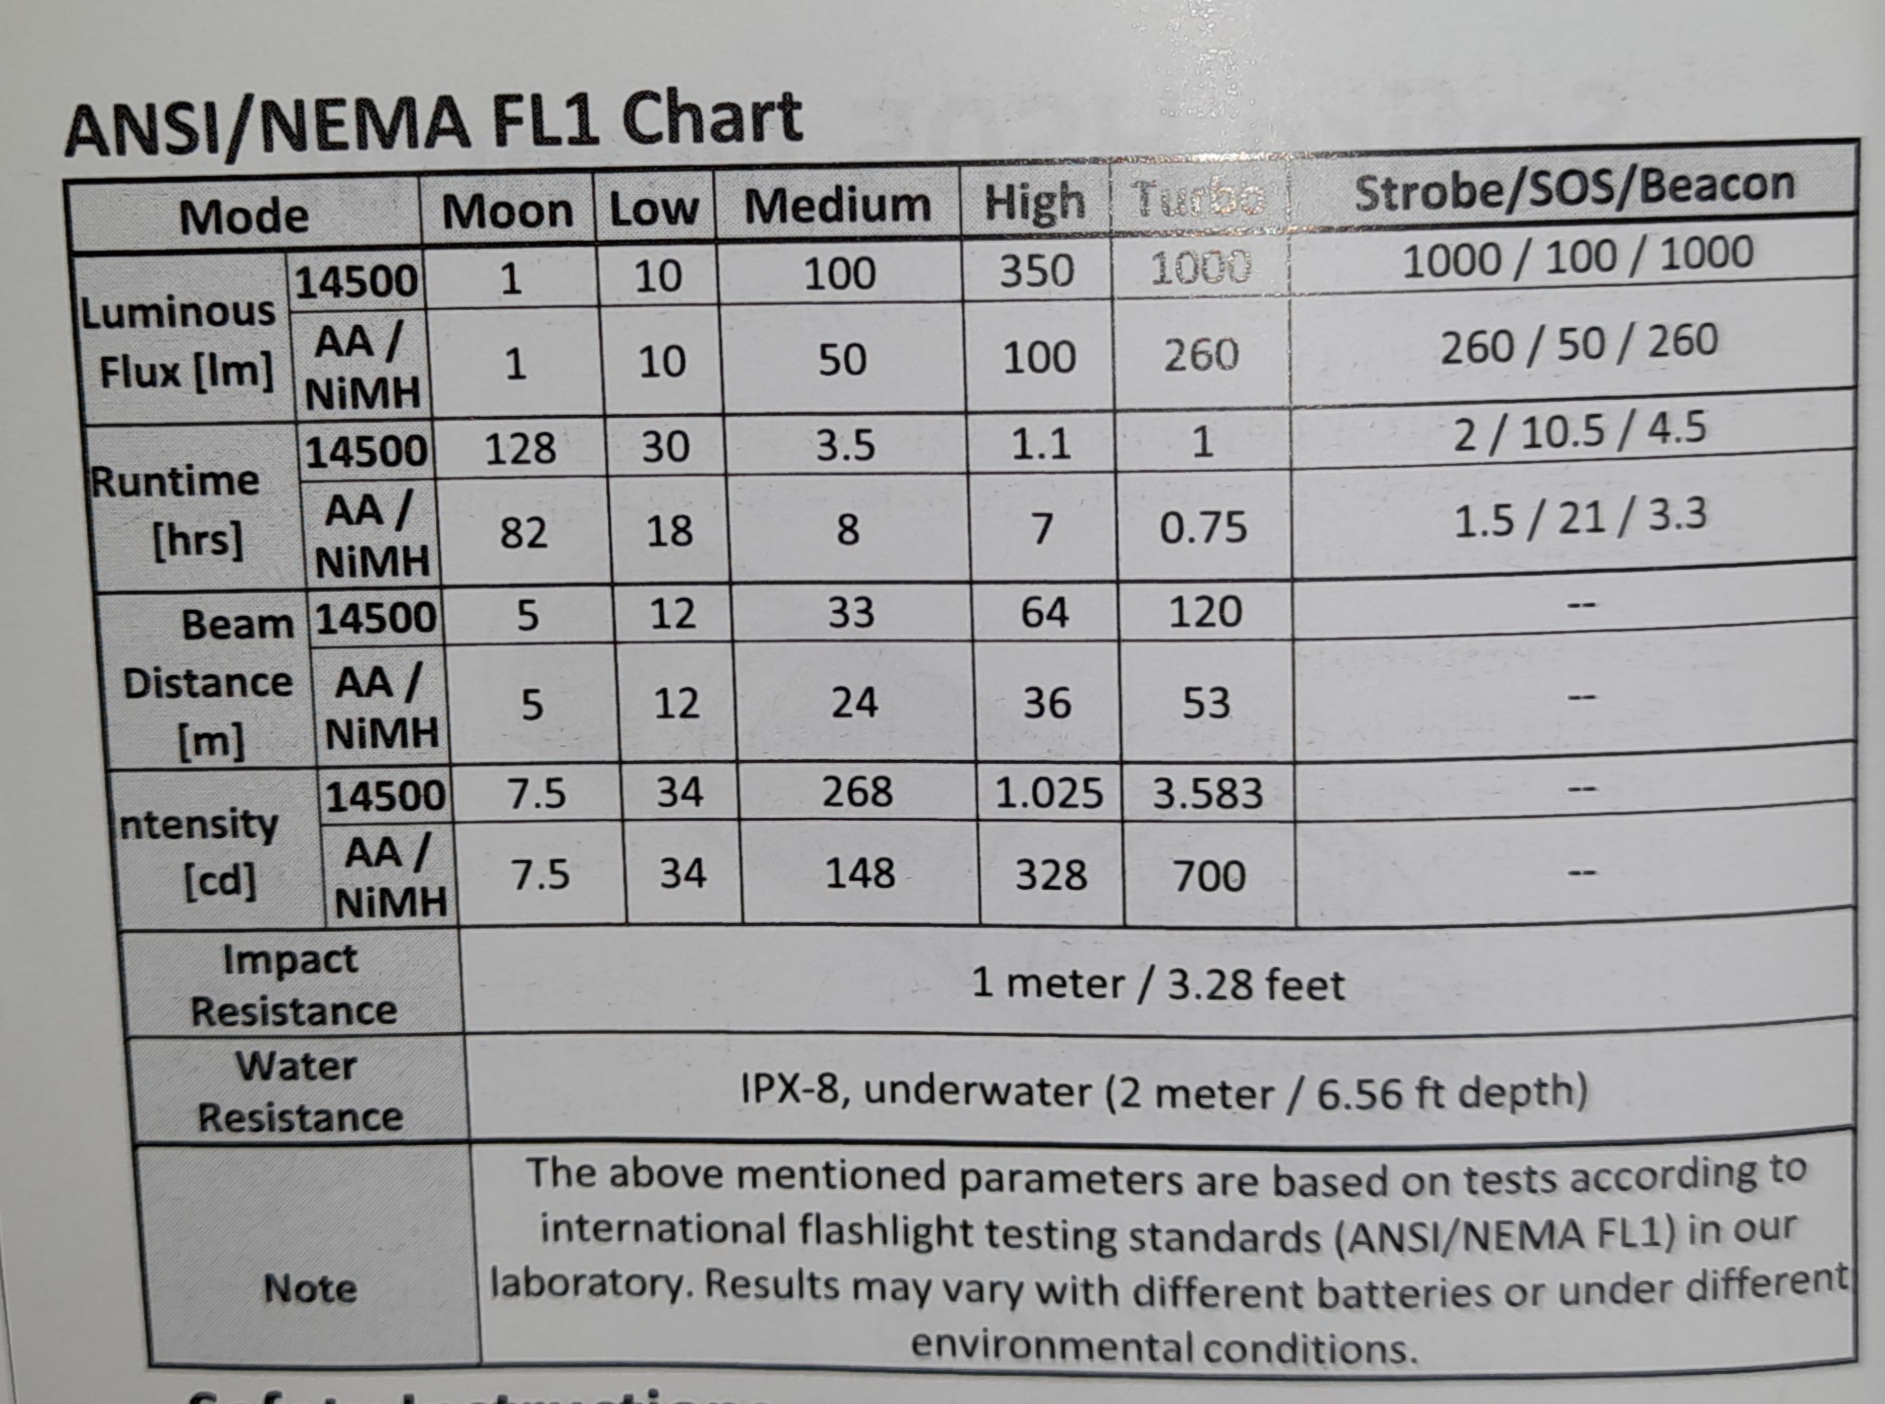 ANSI/NEMA FL1 Chart
Mode Moon Low Medium High Turbo Strobe/SOS/Beacon
Luminous Flux [lm] 14500 1 10 100 350 1000 1000 / 100 / 1000
AA / NiMH 1 10 50 100 260 260 / 50 / 260
Runtime [hrs] 14500 128 30 3.5 1.1 1 2 / 10.5 / 4.5
AA / NiMH 82 18 8 7 0.75 1.5 / 21 / 3.3
Beam Distance [m] 14500 5 12 33 64 120 --
AA / NiMH 5 12 24 36 53 --
ntensity [cd] 14500 7.5 34 268 1.025 3.583 --
AA / NiMH 7.5 34 148 328 700 --
Impact Resistance 1 meter / 3.28 feet
Water Resistance IPX-8, underwater (2 meter / 6.56 ft depth)
Note
The above mentioned parameters are based on tests according to
international flashlight testing standards (ANSI/NEMA FL1) in our
laboratory. Results may vary with different batteries or under different
environmental conditions.